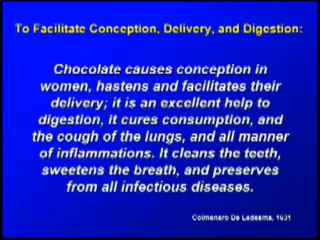 To Facilitate Conception, Delivery, and Digestion:
Chocolate causes conception in
women, hastens and facilitates their
delivery; it is an excellent help to
digestion, it cures consumption, and
the cough of the lungs, and all manner
of inflammations. It cleans the teeth,
sweetens the breath, and preserves
from all infectious diseases.
Colmenero De Ledesma, 1631